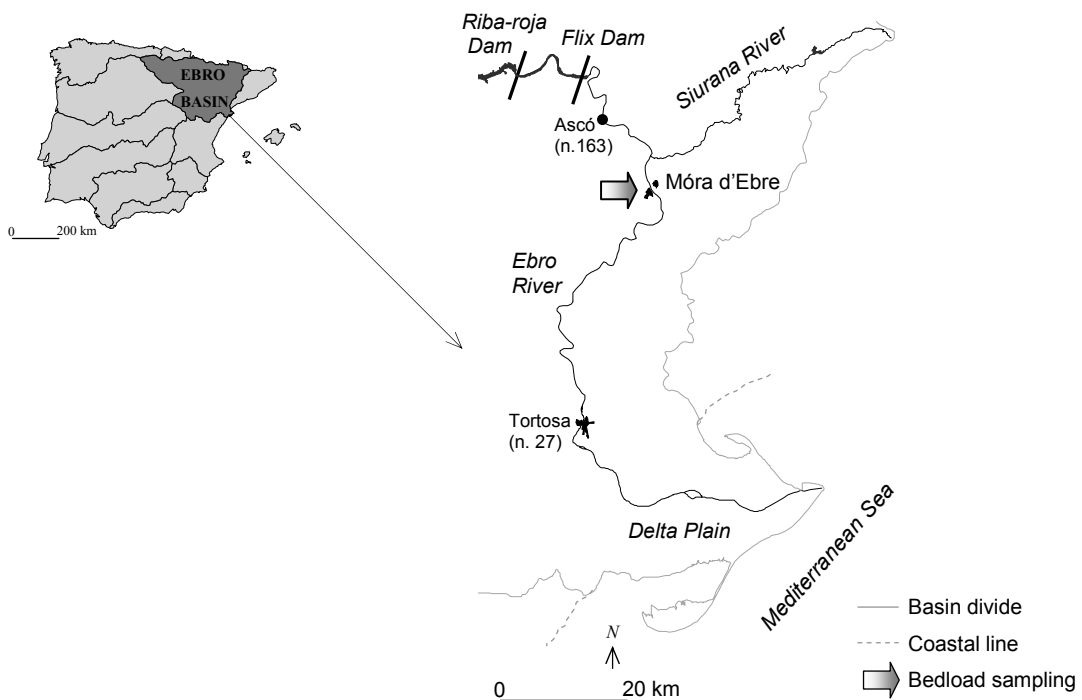 EBRO
BASIN
0 200 km
Riba-roja
Dam
Flix Dam
Siurana River
Ascó
(n.163)
Móra d'Ebre
Ebro
River
Tortosa
(n. 27)
Delta Plain
Mediterranean Sea
N
0 20 km
Basin divide
Coastal line
Bedload sampling